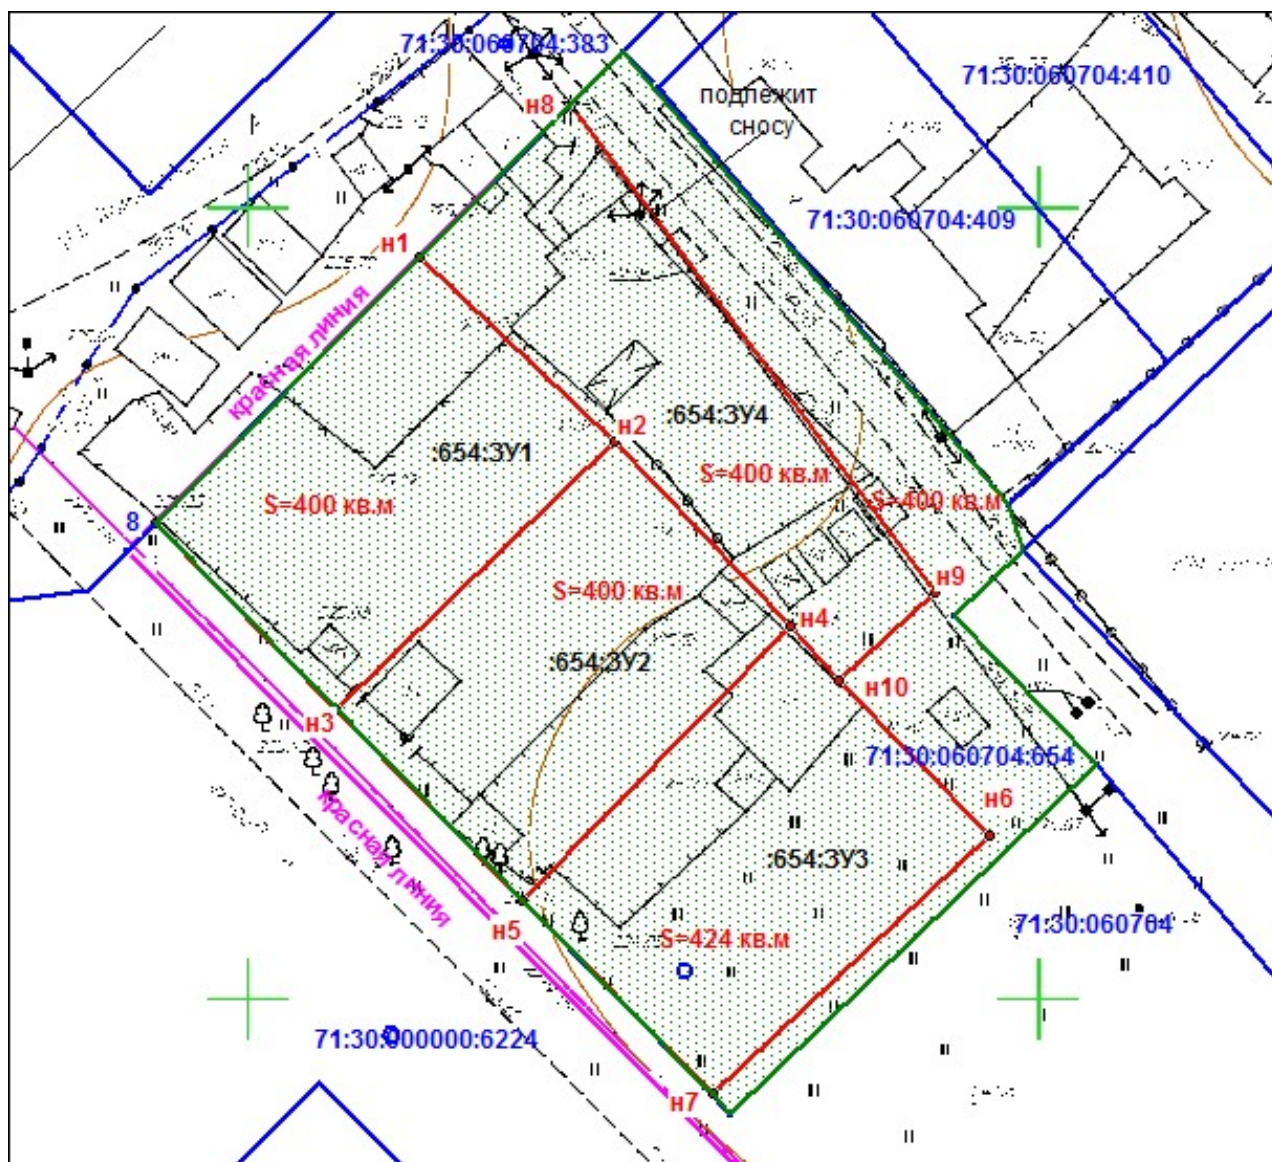 71:30:060704:383
71:30:060704:410
подлежит
сносу
н8
71:30:060704:409
н1
красная линия
:654:ЗУ4
н2
:654:ЗУ1
S=400 кв.м
S=400 кв.м
S=400 кв.м
8
н9
S=400 кв.м
н4
:654:ЗУ2
н10
н3
71:30:060704:654
н6
красная линия
:654:ЗУ3
71:30:060704
н5
S=424 кв.м
71:30:000000:6224
н7